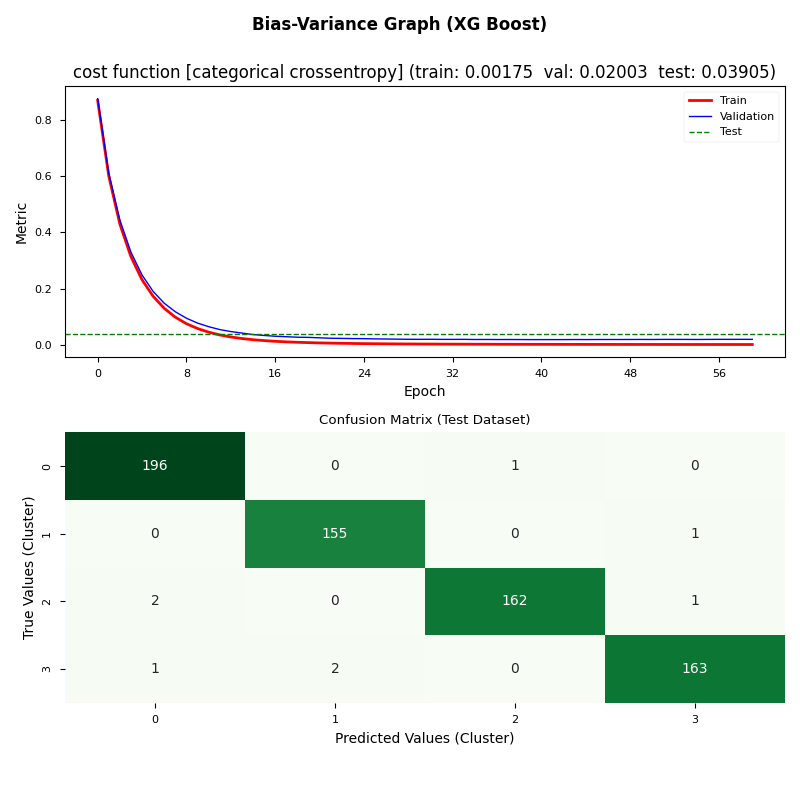 Bias-Variance Graph (XG Boost)
cost function [categorical crossentropy] (train: 0.00175  val: 0.02003  test: 0.03905)
Train
Validation
Test
Metric
0.8
0.6
0.4
0.2
0.0
0 8 16 24 32 40 48 56
Epoch
Confusion Matrix (Test Dataset)
True Values (Cluster)
0 196 0 1 0
1 0 155 0 1
2 2 0 162 1
3 1 2 0 163
0 1 2 3
Predicted Values (Cluster)